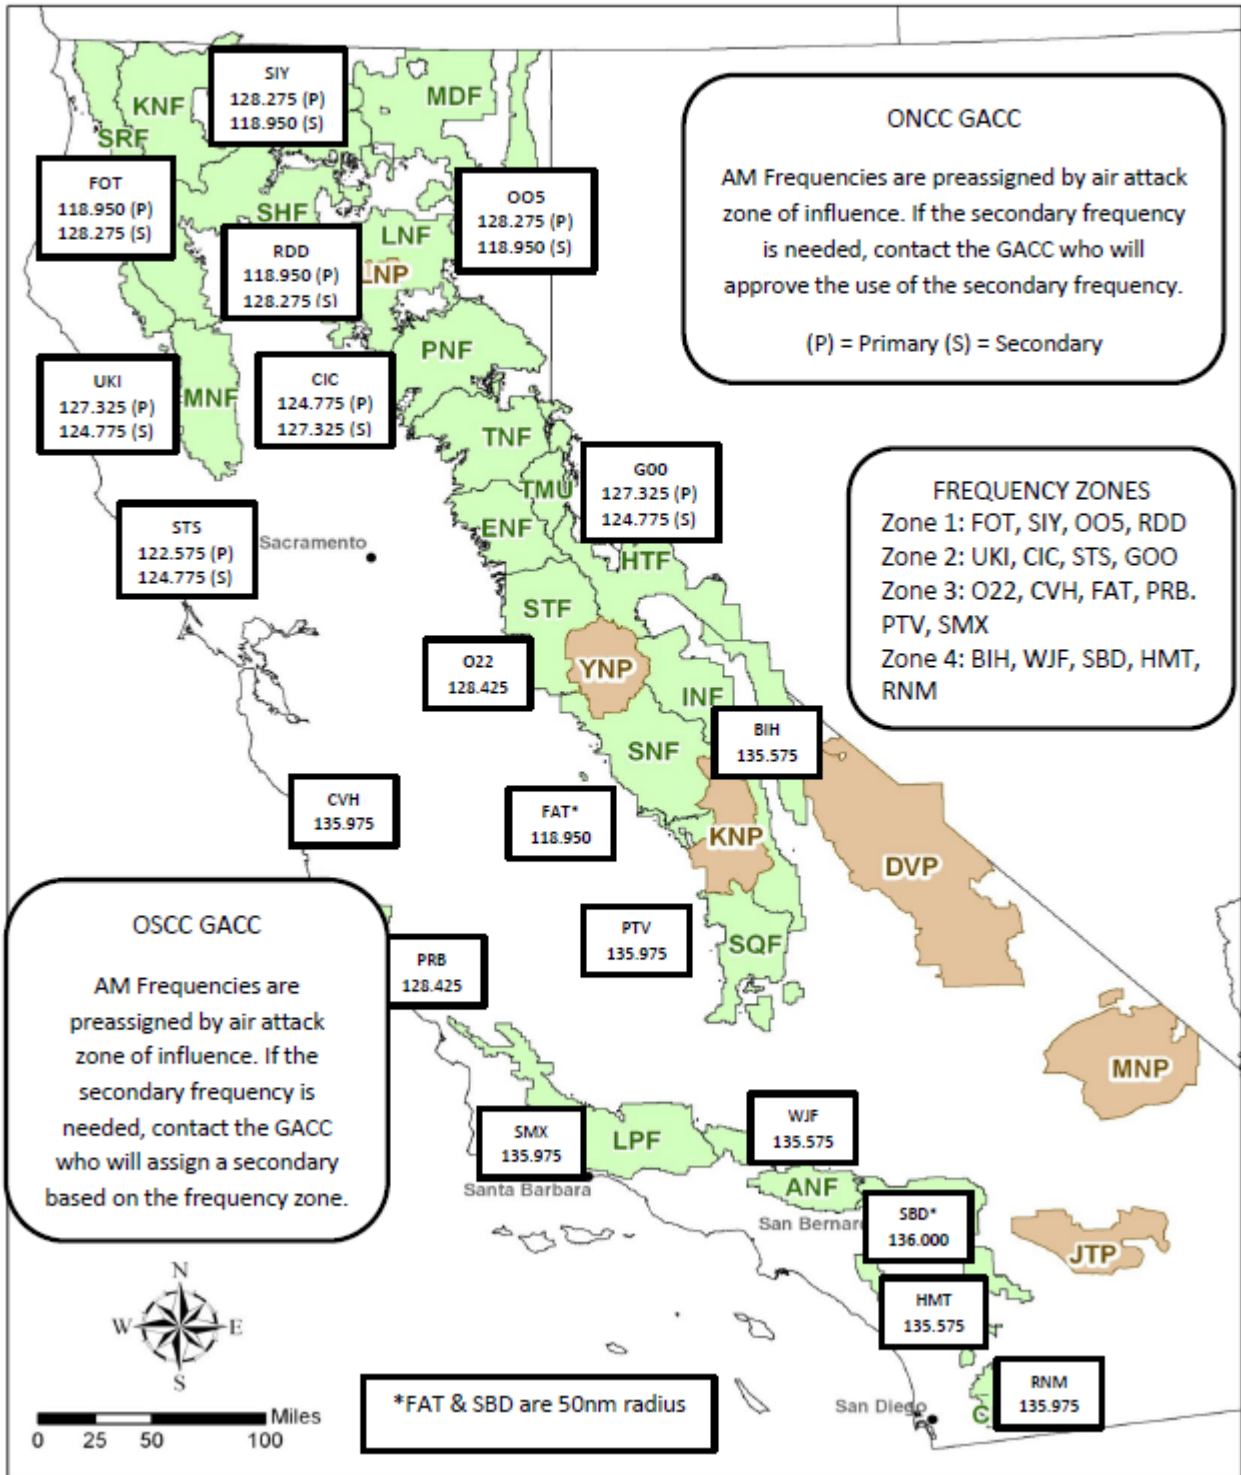 SIY
128.275 (P)
118.950 (S)
KNF
MDF
SRF
ONCC GACC
AM Frequencies are preassigned by air attack
zone of influence. If the secondary frequency
is needed, contact the GACC who will
approve the use of the secondary frequency.
(P) = Primary (S) = Secondary
FOT
118.950 (P)
128.275 (S)
SHF
OO5
128.275 (P)
118.950 (S)
LNF
RDD
118.950 (P)
128.275 (S)
LNP
PNF
UKI
127.325 (P)
124.775 (S)
MNF
CIC
124.775 (P)
127.325 (S)
TNF
GOO
127.325 (P)
124.775 (S)
TMU
FREQUENCY ZONES
Zone 1: FOT, SIY, OO5, RDD
Zone 2: UKI, CIC, STS, GOO
Zone 3: O22, CVH, FAT, PRB.
PTV, SMX
Zone 4: BIH, WJF, SBD, HMT,
RNM
STS
122.575 (P)
124.775 (S)
Sacramento
ENF
HTF
STF
O22
128.425
YNP
INF
BIH
135.575
SNF
CVH
135.975
FAT*
118.950
KNP
DVP
OSCC GACC
AM Frequencies are
preassigned by air attack
zone of influence. If the
secondary frequency is
needed, contact the GACC
who will assign a secondary
based on the frequency zone.
PTV
135.975
SQF
PRB
128.425
MNP
SMX
135.975
LPF
WJF
135.575
Santa Barbara
ANF
San Bernard
SBD*
136.000
JTP
HMT
135.575
N
W
E
S
*FAT & SBD are 50nm radius
RNM
135.975
San Diego
C
Miles
0 25 50 100